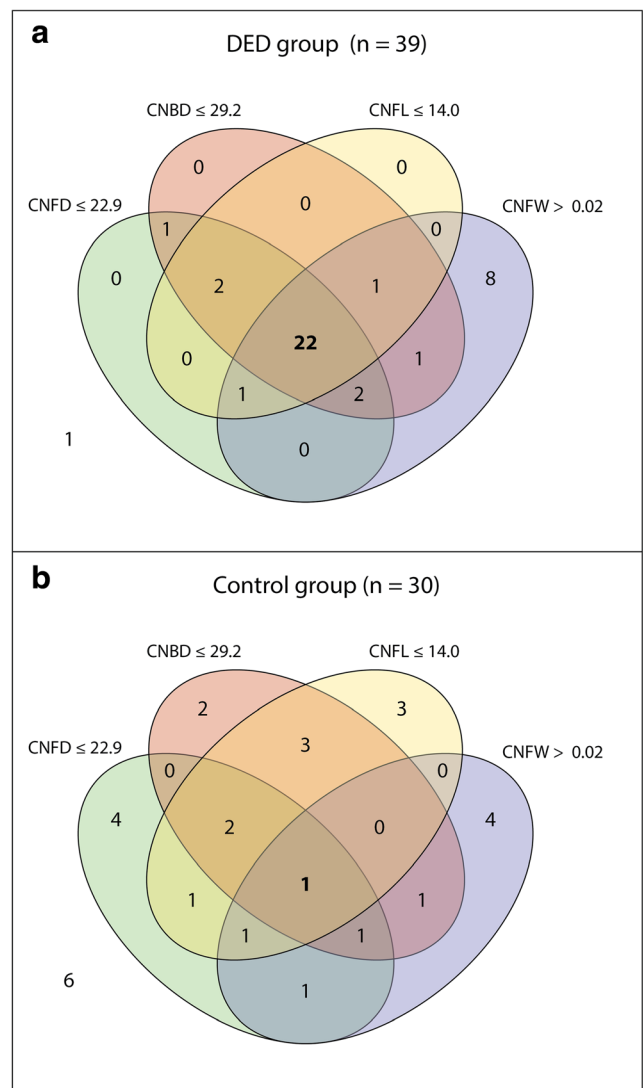 a
DED group (n = 39)
CNBD ≤ 29.2 CNFL ≤ 14.0
0 0
CNFD ≤ 22.9 0 CNFW > 0.02
1 0
0 2 1 8
22
0 1
1 2
1 0
b
Control group (n = 30)
CNBD ≤ 29.2 CNFL ≤ 14.0
2 3
CNFD ≤ 22.9 3 CNFW > 0.02
0 0
4 2 0 4
1
1 1
1 1
6 1